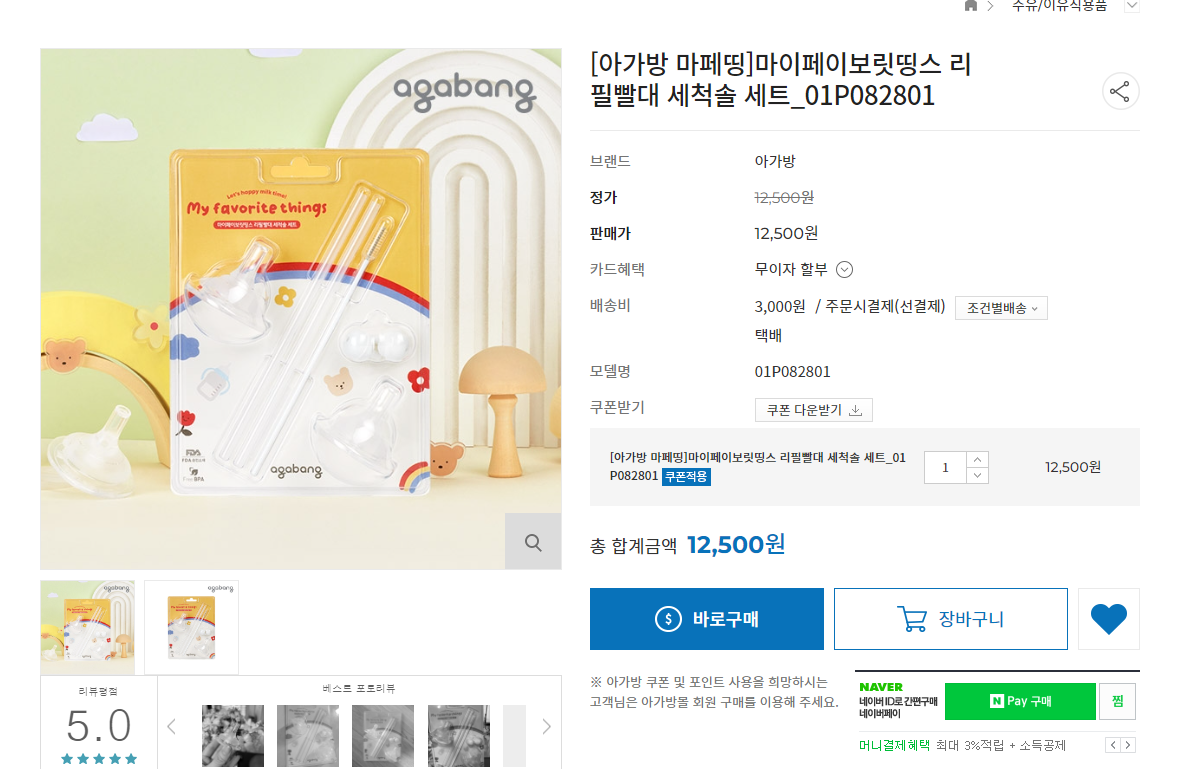 수유/이유식용품
agabang
Let's happy milk time!
My favorite things
마이페이보릿띵스 리필빨대 세척솔 세트
FDA
Free BPA
agabang
agabang
agabang
리뷰평점
5.0
베스트 포토리뷰
[아가방 마페띵]마이페이보릿띵스 리
필빨대 세척솔 세트_01P082801
브랜드 아가방
정가 12,500원
판매가 12,500원
카드혜택 무이자 할부
배송비 3,000원 / 주문시결제(선결제) 조건별배송
택배
모델명 01P082801
쿠폰받기 쿠폰 다운받기
[아가방 마페띵]마이페이보릿띵스 리필빨대 세척솔 세트_01
P082801 쿠폰적용
1
12,500원
총 합계금액 12,500원
바로구매
장바구니
※ 아가방 쿠폰 및 포인트 사용을 희망하시는
고객님은 아가방몰 회원 구매를 이용해 주세요.
NAVER
네이버 ID로 간편구매
네이버페이
N Pay 구매
찜
머니결제혜택 최대 3%적립 + 소득공제